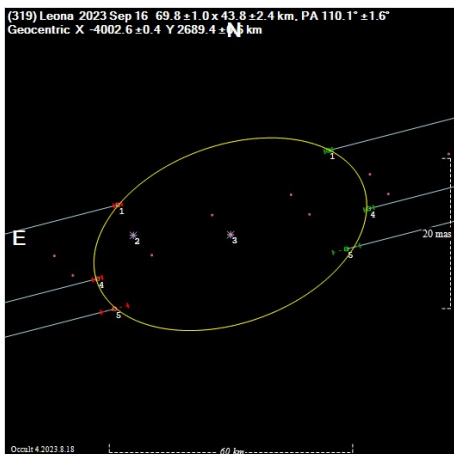 (319) Leona 2023 Sep 16 69.8 ±1.0 x 43.8 ±2.4 km, PA 110.1° ±1.6°
Geocentric X -4002.6 ±0.4 Y 2689.4 ± km
N
1
1
4
E
2
3
20 mas
5
4
5
Occult 4.2023.8.18
60 km